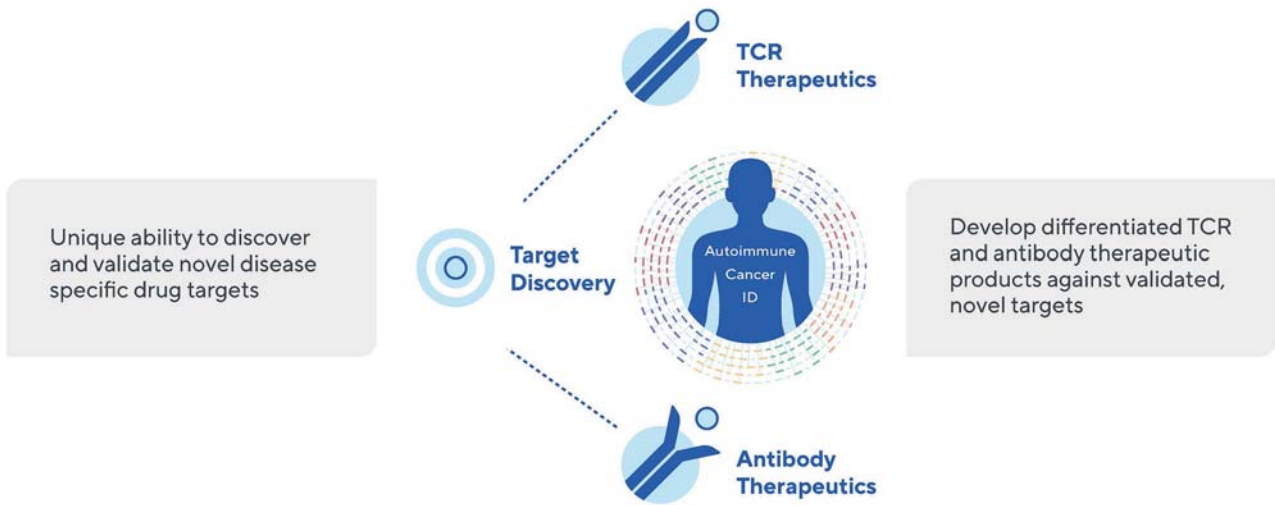 TCR
Therapeutics
Unique ability to discover
and validate novel disease
specific drug targets
Target
Discovery
Autoimmune
Cancer
ID
Develop differentiated TCR
and antibody therapeutic
products against validated,
novel targets
Antibody
Therapeutics